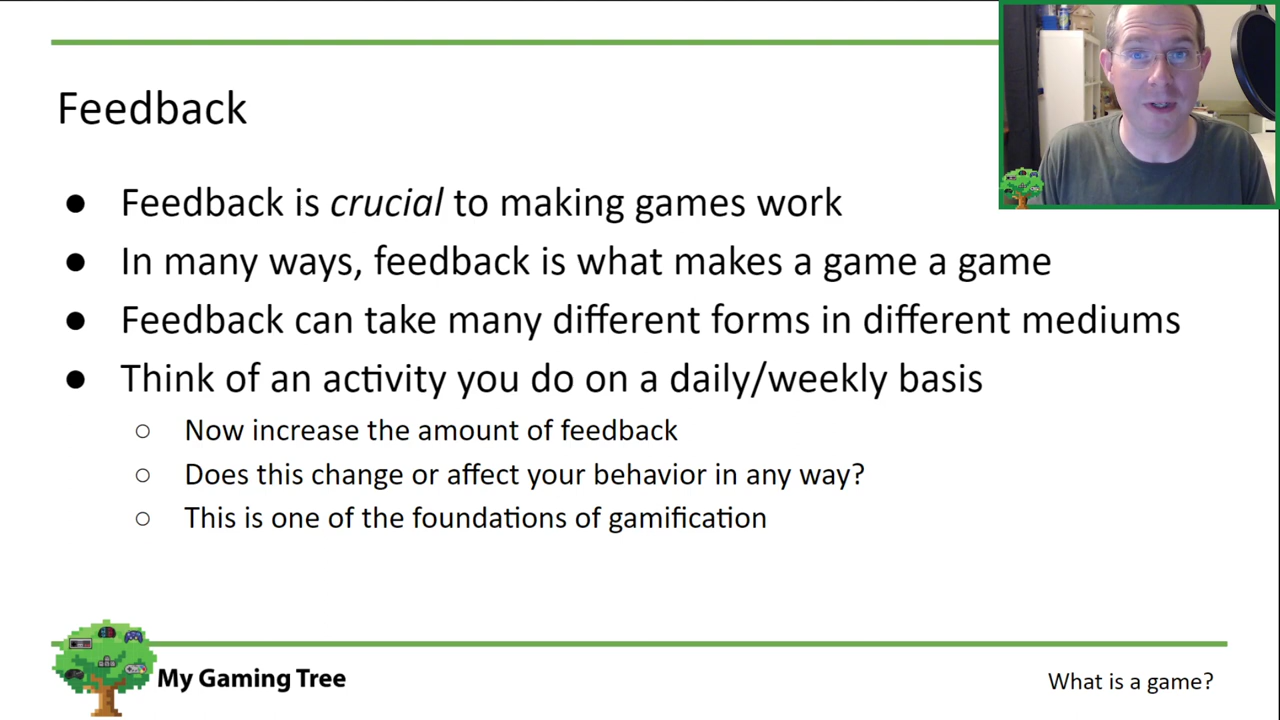 Feedback
● Feedback is crucial to making games work
● In many ways, feedback is what makes a game a game
● Feedback can take many different forms in different mediums
● Think of an activity you do on a daily/weekly basis
○ Now increase the amount of feedback
○ Does this change or affect your behavior in any way?
○ This is one of the foundations of gamification
My Gaming Tree
What is a game?